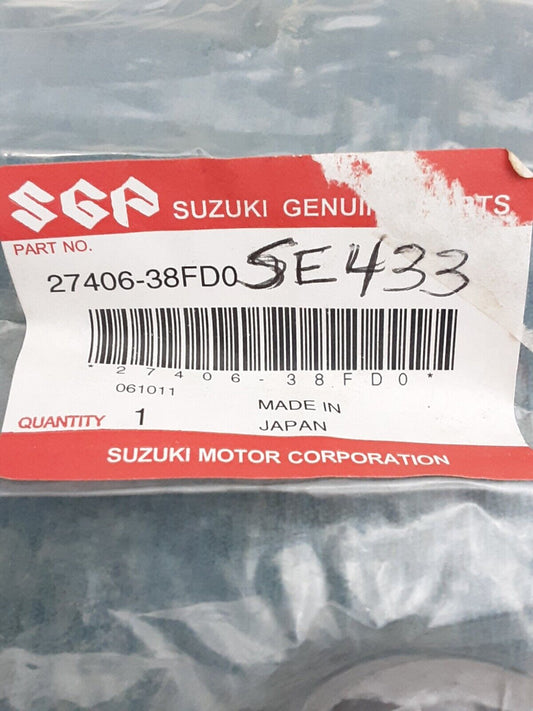 SGP SUZUKI GENUI PARTS
PART NO.
27406-38FD0 SE433
*27406-38FD0*
061011
QUANTITY 1
MADE IN
JAPAN
SUZUKI MOTOR CORPORATION